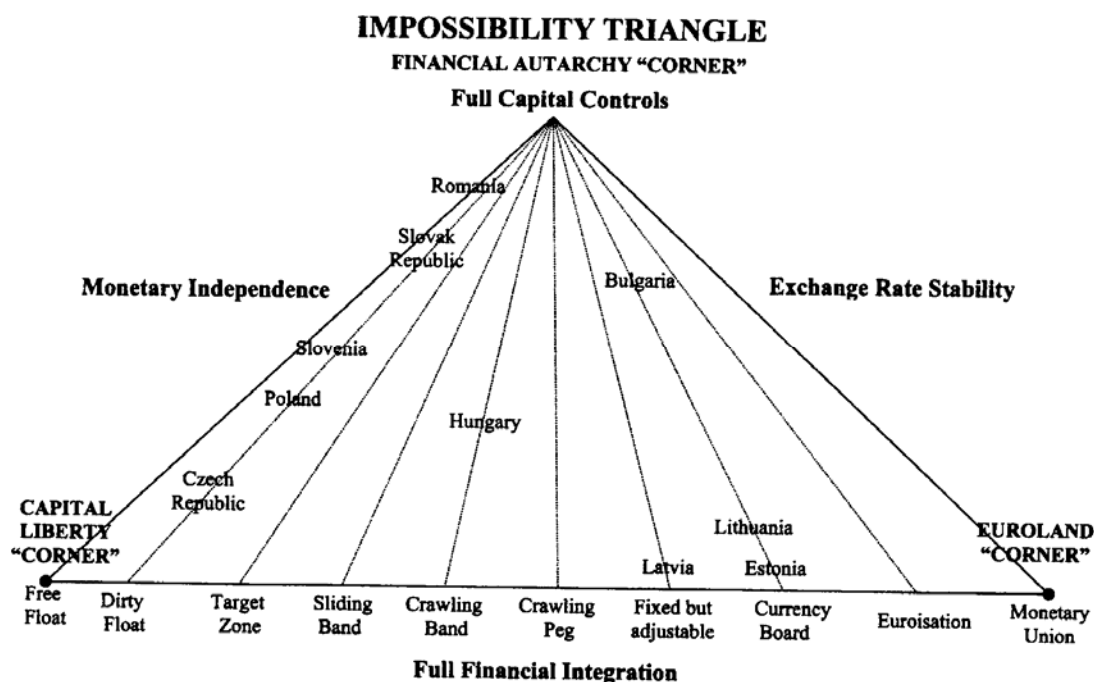 IMPOSSIBILITY TRIANGLE
FINANCIAL AUTARCHY “CORNER”
Full Capital Controls
Romania
Slovak
Republic
Monetary Independence
Bulgaria
Exchange Rate Stability
Slovenia
Poland
Hungary
Czech
Republic
CAPITAL
LIBERTY
“CORNER”
Lithuania
EUROLAND
“CORNER”
Latvia
Estonia
Free
Float
Dirty
Float
Target
Zone
Sliding
Band
Crawling
Band
Crawling
Peg
Fixed but
adjustable
Currency
Board
Euroisation
Monetary
Union
Full Financial Integration